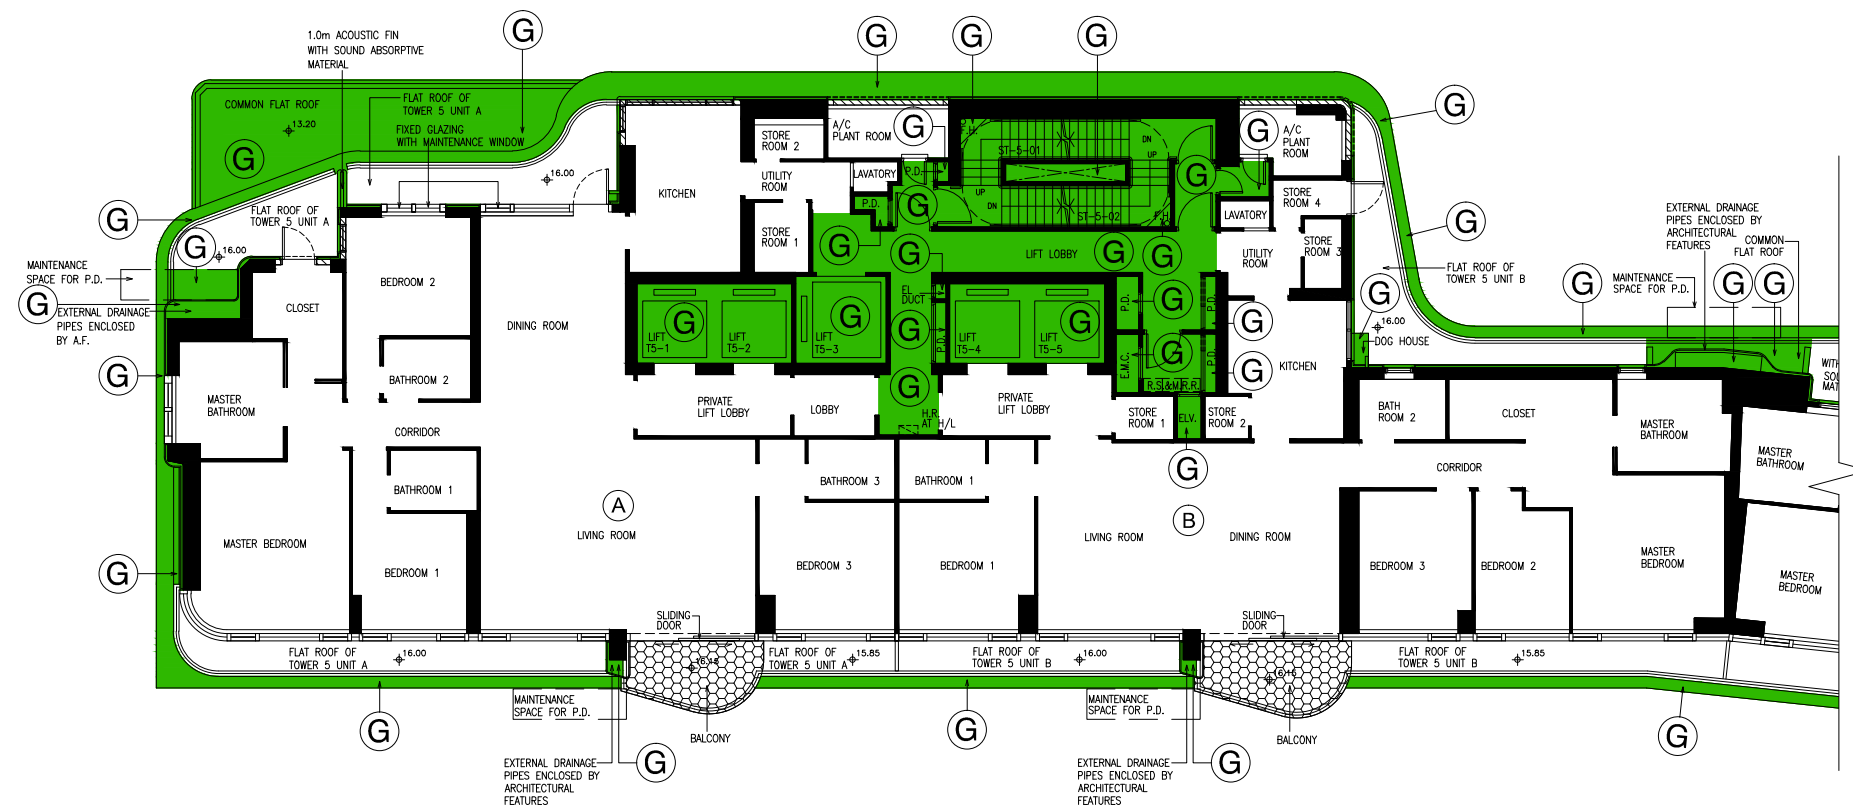 1.0m ACOUSTIC FIN
WITH SOUND ABSORPTIVE
MATERIAL
G
G
G
G
COMMON FLAT ROOF
13.20
G
FLAT ROOF OF
TOWER 5 UNIT A
FIXED GLAZING
WITH MAINTENANCE WINDOW
16.00
STORE
ROOM 2
A/C
PLANT ROOM
G
F.H.
ST-5-01
DN
UP
UP
DN
ST-5-02
F.H.
G
A/C
PLANT
ROOM
G
G
KITCHEN
UTILITY
ROOM
LAVATORY
P.D.
P.D.
G
G
STORE
ROOM 4
LAVATORY
G
FLAT ROOF OF
TOWER 5 UNIT A
G
16.00
STORE
ROOM 1
G
G
LIFT LOBBY
G
G
UTILITY
ROOM
STORE
ROOM 3
G
EXTERNAL DRAINAGE
PIPES ENCLOSED BY
ARCHITECTURAL
FEATURES
COMMON
FLAT ROOF
FLAT ROOF OF
TOWER 5 UNIT B
MAINTENANCE
SPACE FOR P.D.
G
G
G
MAINTENANCE
SPACE FOR P.D.
G
EXTERNAL DRAINAGE
PIPES ENCLOSED
BY A.F.
CLOSET
BEDROOM 2
DINING ROOM
G
LIFT
T5-1
LIFT
T5-2
G
LIFT
T5-3
EL.
DUCT
G
P.D.
LIFT
T5-4
G
LIFT
T5-5
P.D.
G
P.D.
G
G
16.00
DOG HOUSE
E.M.C.
G
P.D.
G
R.S.&M.R.R.
KITCHEN
G
BATHROOM 2
MASTER
BATHROOM
PRIVATE
LIFT LOBBY
LOBBY
G
H.R.
AT H/L
PRIVATE
LIFT LOBBY
STORE
ROOM 1
ELV.
STORE
ROOM 2
BATH
ROOM 2
CLOSET
MASTER
BATHROOM
CORRIDOR
G
CORRIDOR
MASTER
BATHROOM
BATHROOM 1
BATHROOM 3
BATHROOM 1
A
B
LIVING ROOM
LIVING ROOM
DINING ROOM
MASTER BEDROOM
G
BEDROOM 1
BEDROOM 3
BEDROOM 1
BEDROOM 3
BEDROOM 2
MASTER
BEDROOM
MASTER
BEDROOM
SLIDING
DOOR
SLIDING
DOOR
FLAT ROOF OF
TOWER 5 UNIT A
16.00
16.15
FLAT ROOF OF
TOWER 5 UNIT A
15.85
FLAT ROOF OF
TOWER 5 UNIT B
16.00
16.15
FLAT ROOF OF
TOWER 5 UNIT B
15.85
MAINTENANCE
SPACE FOR P.D.
MAINTENANCE
SPACE FOR P.D.
G
BALCONY
G
BALCONY
G
EXTERNAL DRAINAGE
PIPES ENCLOSED BY
ARCHITECTURAL
FEATURES
G
EXTERNAL DRAINAGE
PIPES ENCLOSED BY
ARCHITECTURAL
FEATURES
G